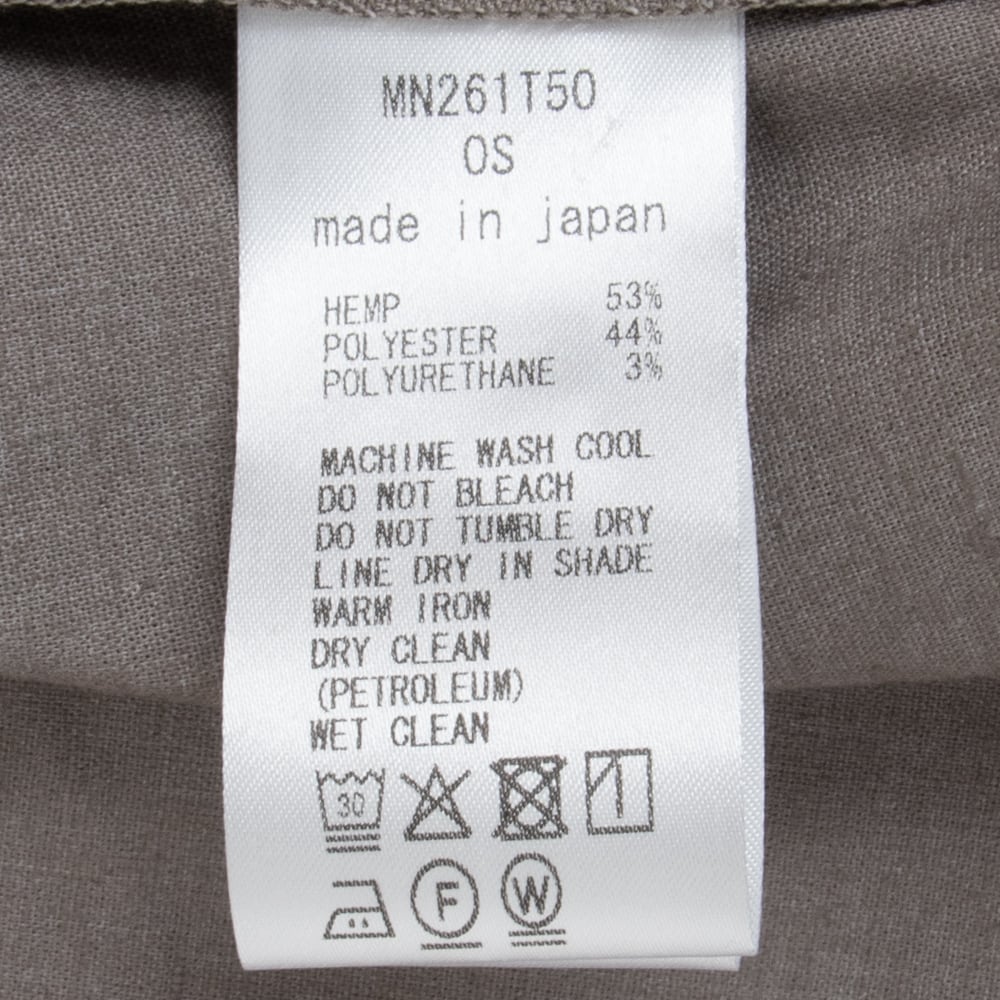 MN261T50
OS
made in japan
HEMP 53%
POLYESTER 44%
POLYURETHANE 3%
MACHINE WASH COOL
DO NOT BLEACH
DO NOT TUMBLE DRY
LINE DRY IN SHADE
WARM IRON
DRY CLEAN
(PETROLEUM)
WET CLEAN
30
F W